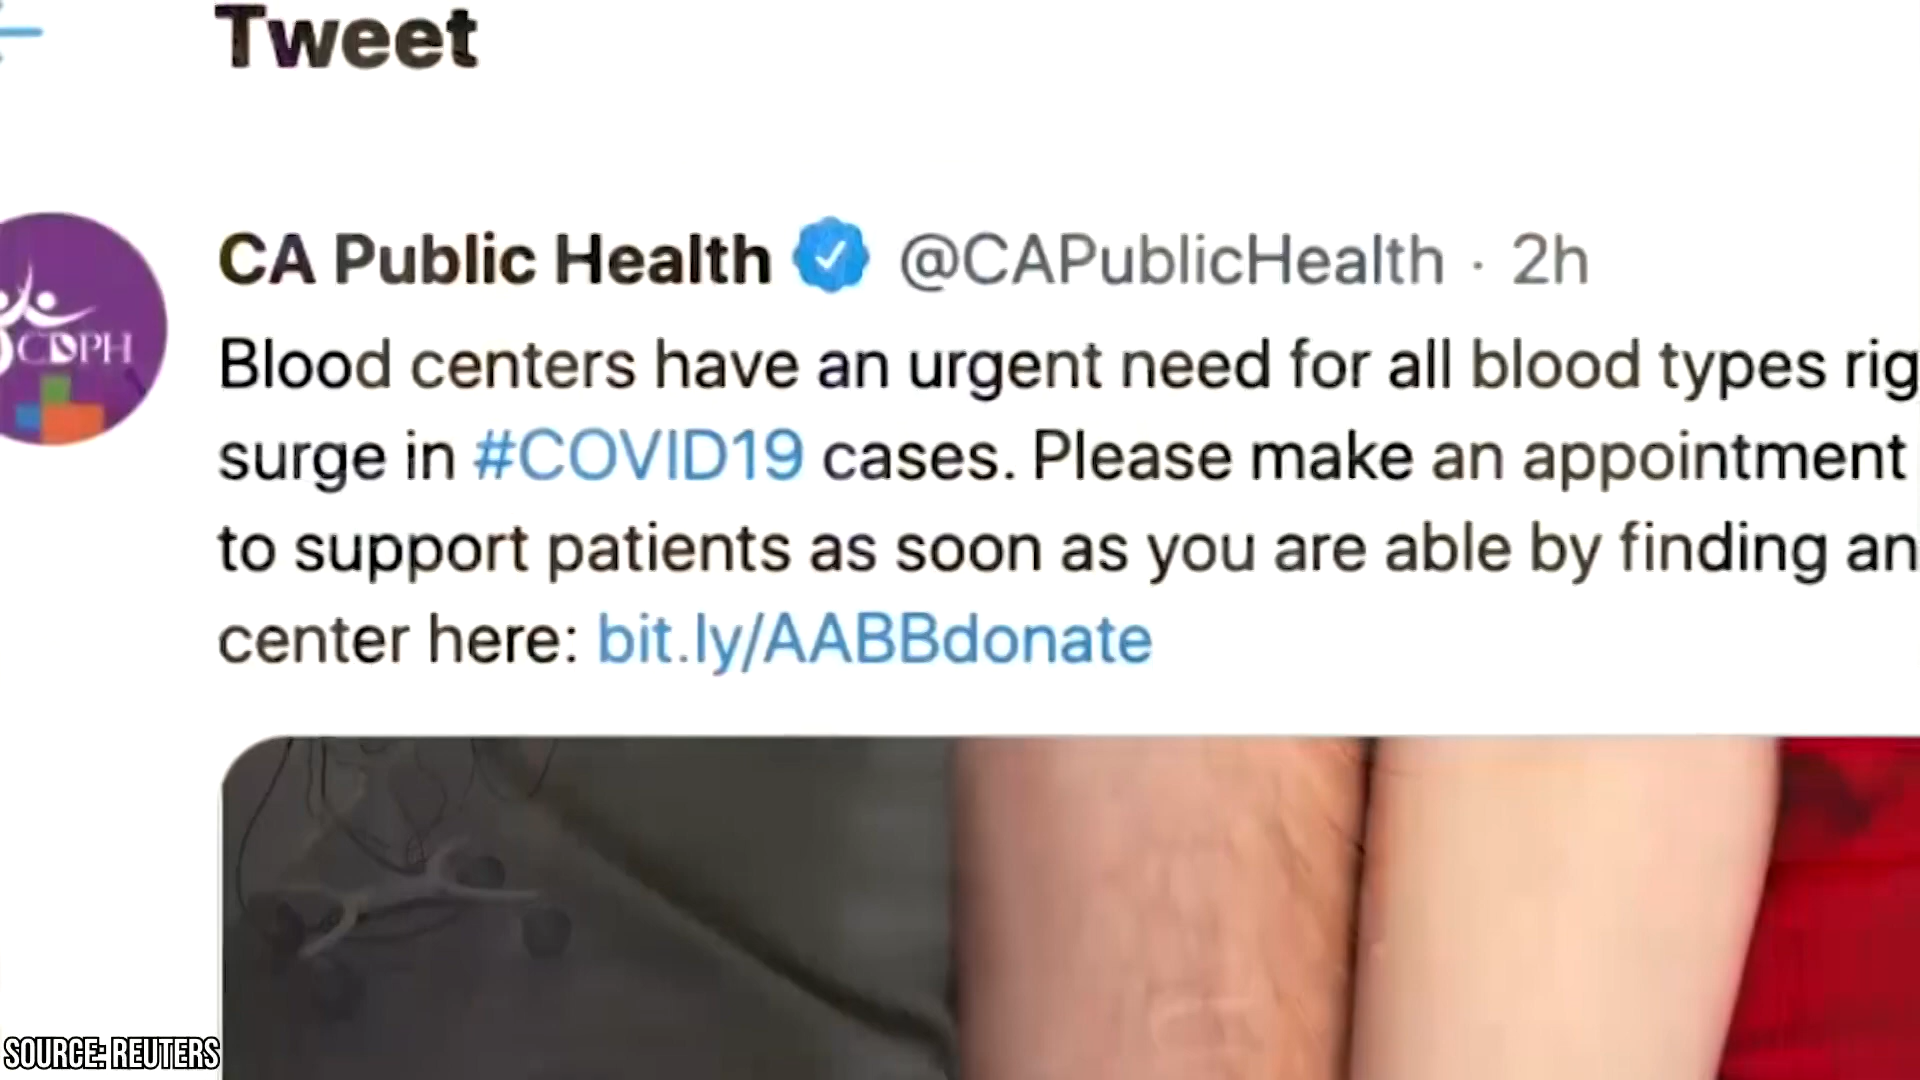 Tweet
CA Public Health @CAPublicHealth · 2h
CDPH
Blood centers have an urgent need for all blood types rig
surge in #COVID19 cases. Please make an appointment
to support patients as soon as you are able by finding an
center here: bit.ly/AABBdonate
SOURCE: REUTERS